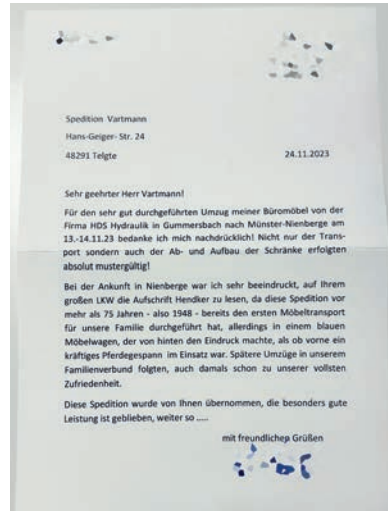 Spedition Vartmann
Hans-Geiger- Str. 24
48291 Telgte
24.11.2023
Sehr geehrter Herr Vartmann!
Für den sehr gut durchgeführten Umzug meiner Büromöbel von der
Firma HDS Hydraulik in Gummersbach nach Münster-Nienberge am
13.-14.11.23 bedanke ich mich nachdrücklich! Nicht nur der Trans-
port sondern auch der Ab- und Aufbau der Schränke erfolgten
absolut mustergültig!
Bei der Ankunft in Nienberge war ich sehr beeindruckt, auf Ihrem
großen LKW die Aufschrift Hendker zu lesen, da diese Spedition vor
mehr als 75 Jahren - also 1948 - bereits den ersten Möbeltransport
für unsere Familie durchgeführt hat, allerdings in einem blauen
Möbelwagen, der von hinten den Eindruck machte, als ob vorne ein
kräftiges Pferdegespann im Einsatz war. Spätere Umzüge in unserem
Familienverbund folgten, auch damals schon zu unserer vollsten
Zufriedenheit.
Diese Spedition wurde von Ihnen übernommen, die besonders gute
Leistung ist geblieben, weiter so .....
mit freundlichen Grüßen